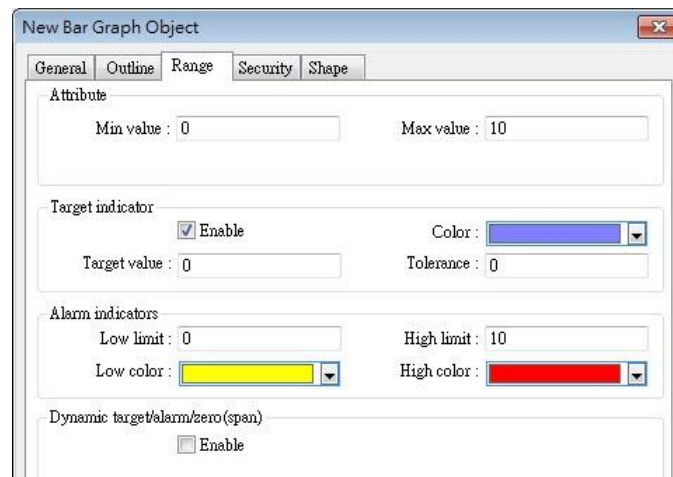 New Bar Graph Object
General Outline Range Security Shape
Attribute
Min value : 0 Max value : 10
Target indicator
Enable Color :
Target value : 0 Tolerance : 0
Alarm indicators
Low limit : 0 High limit : 10
Low color : High color :
Dynamic target/alarm/zero(span)
Enable